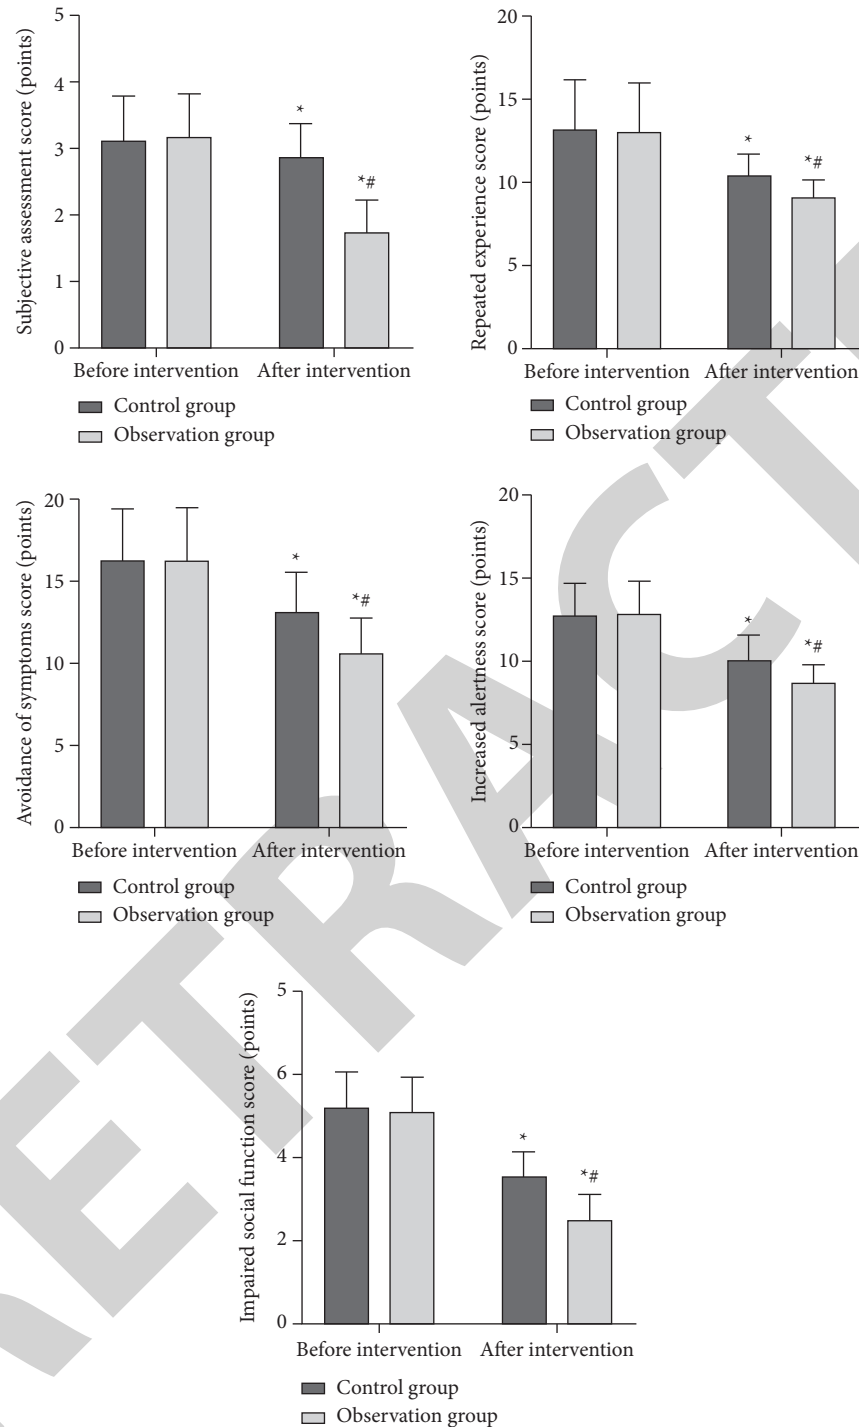 Subjective assessment score (points)
5
4
3
2
1
0
*
*#
Before intervention After intervention
Control group
Observation group
Repeated experience score (points)
20
15
10
5
0
*
*#
Before intervention After intervention
Control group
Observation group
Avoidance of symptoms score (points)
20
15
10
5
0
*
*#
Before intervention After intervention
Control group
Observation group
Increased alertness score (points)
20
15
10
5
0
*
*#
Before intervention After intervention
Control group
Observation group
Impaired social function score (points)
5
6
4
2
0
*
*#
Before intervention After intervention
Control group
Observation group
RETRACT